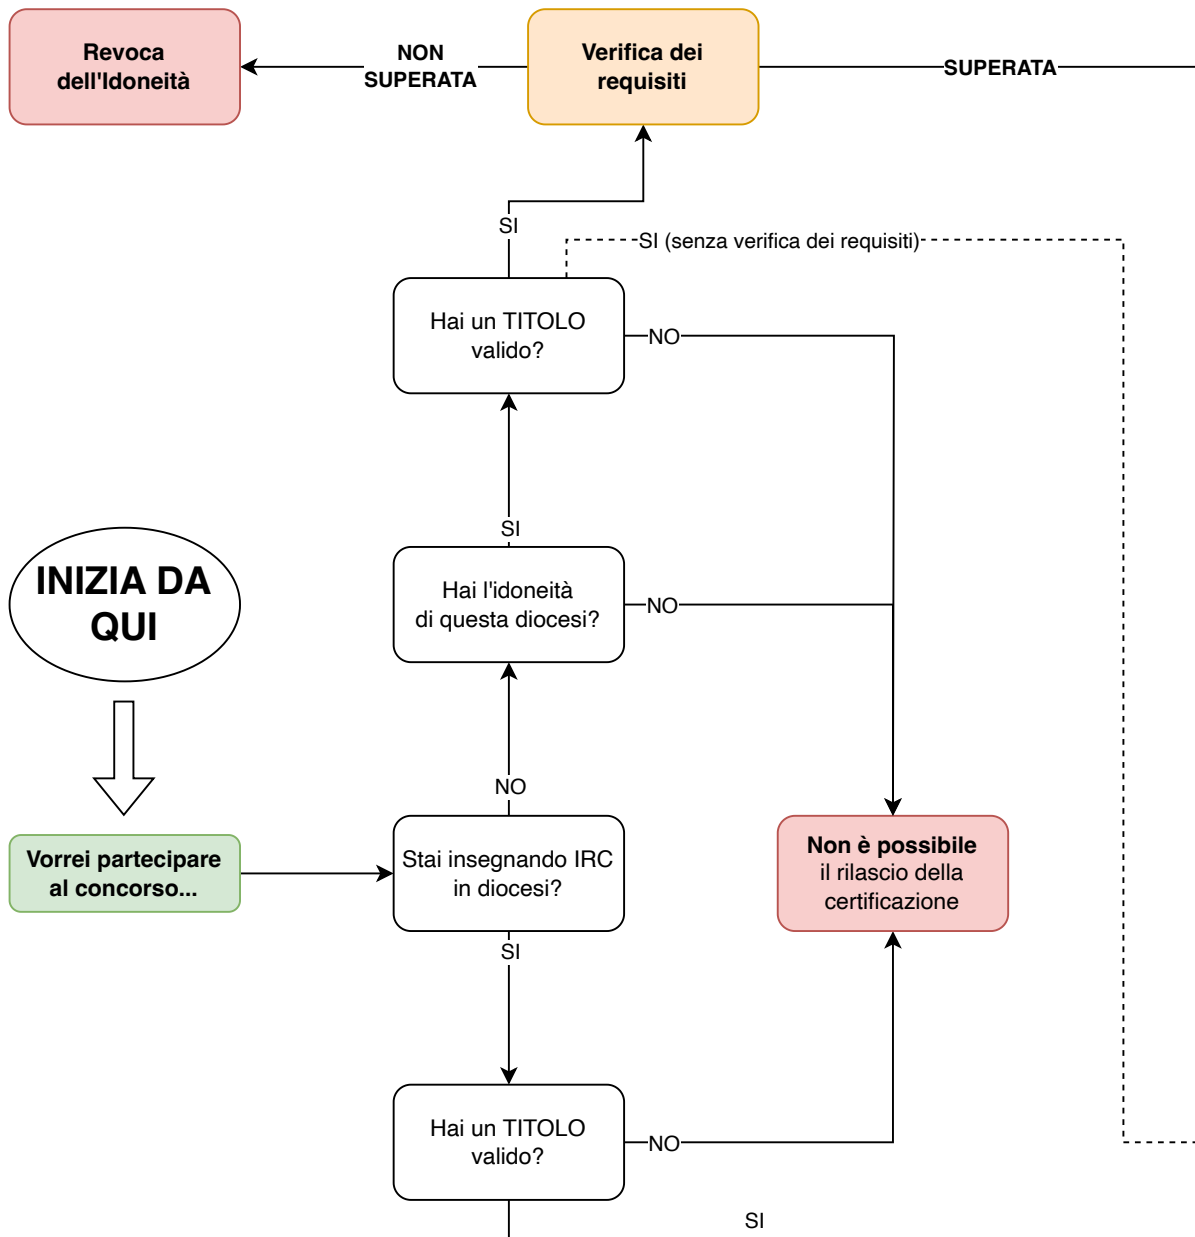 Revoca
dell'Idoneità
NON
SUPERATA
Verifica dei
requisiti
SUPERATA
SI
SI (senza verifica dei requisiti)
Hai un TITOLO
valido?
NO
SI
INIZIA DA
QUI
Hai l'idoneità
di questa diocesi?
NO
NO
Vorrei partecipare
al concorso...
Stai insegnando IRC
in diocesi?
Non è possibile
il rilascio della
certificazione
SI
Hai un TITOLO
valido?
NO
SI